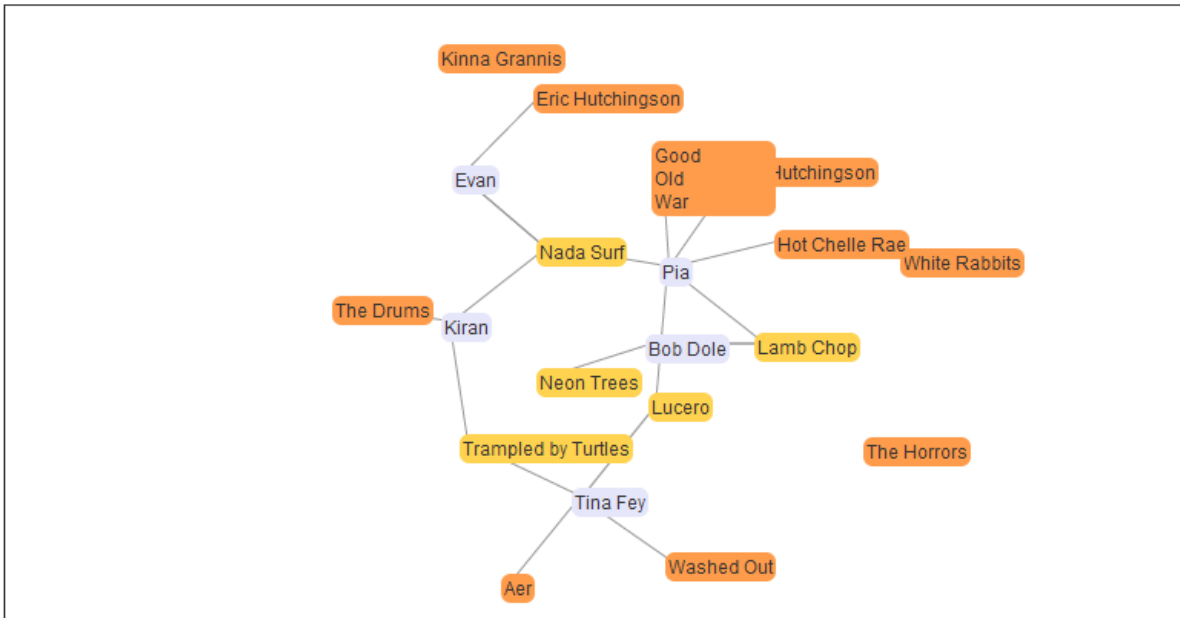 Kinna Grannis
Eric Hutchingson
Good
Old
War
Hutchingson
Evan
Nada Surf
Hot Chelle Rae
White Rabbits
Pia
The Drums
Kiran
Bob Dole
Lamb Chop
Neon Trees
Lucero
Trampled by Turtles
The Horrors
Tina Fey
Washed Out
Aer